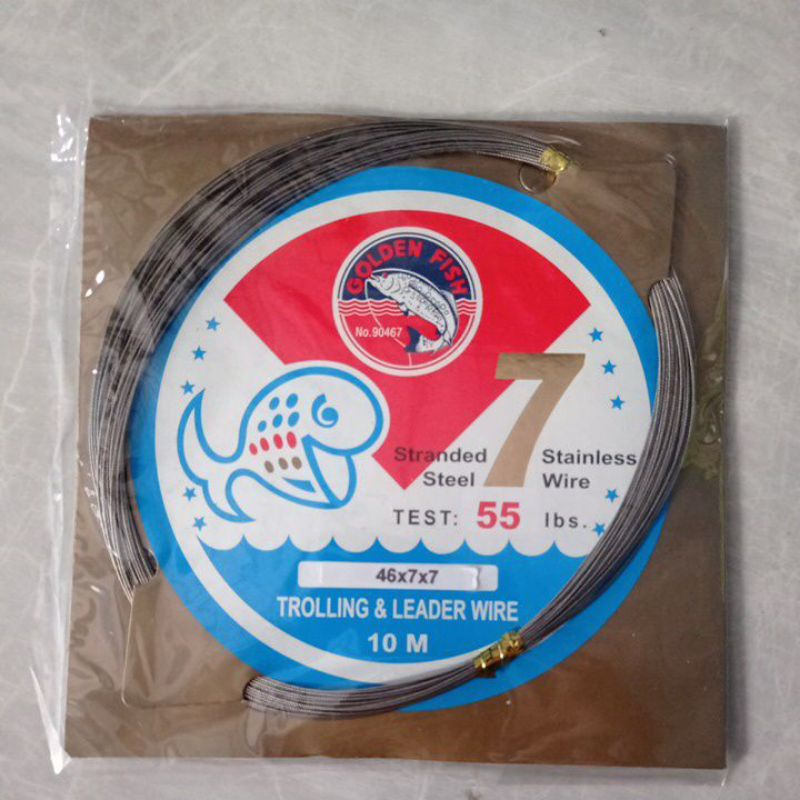 GOLDEN FISH
No.90467
7
Stranded Stainless
Steel Wire
TEST: 55 lbs.
46x7x7
TROLLING & LEADER WIRE
10 M